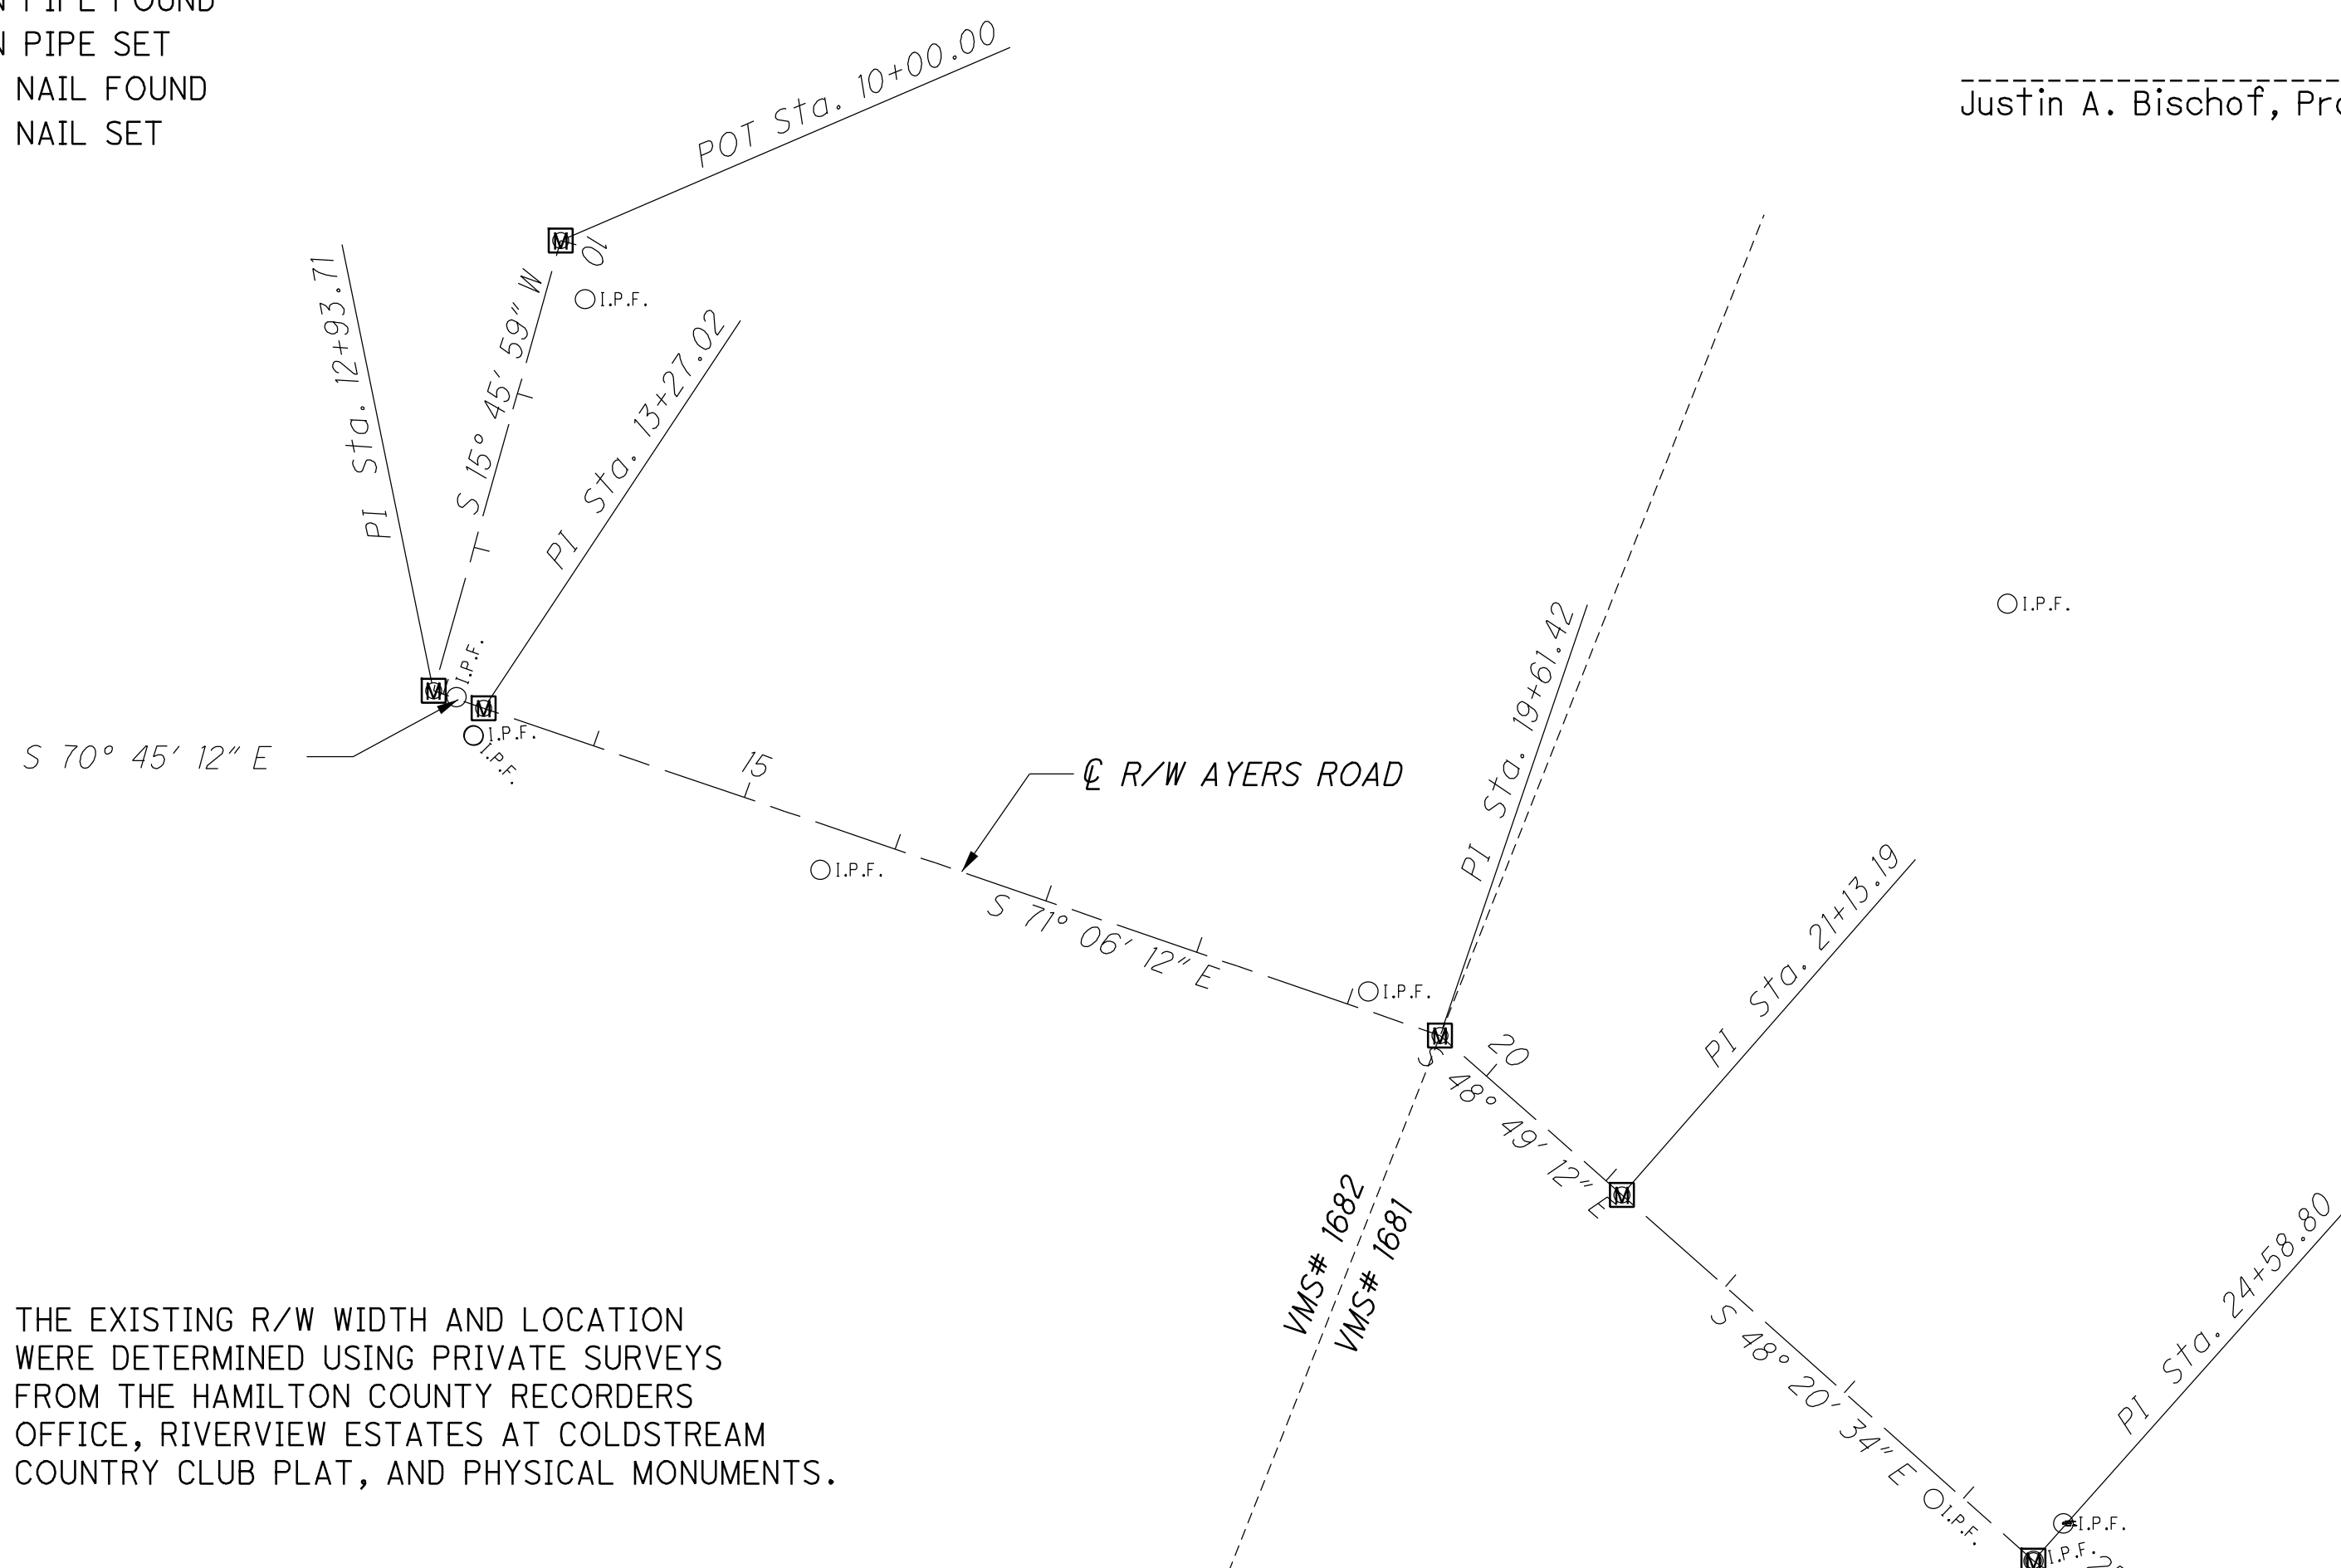 PIPE FOUND
N PIPE SET
NAIL FOUND
NAIL SET
Justin A. Bischof, Pro
POT Sta. 10+00.00
10
I.P.F.
PI Sta. 12+93.71
S 15° 45' 59" W
PI Sta. 13+27.02
I.P.F.
I.P.F.
I.P.F.
S 70° 45' 12" E
15
I.P.F.
℄ R/W AYERS ROAD
S 71° 06' 12" E
I.P.F.
PI Sta. 19+61.42
I.P.F.
20
S 48° 49' 12" E
PI Sta. 21+13.19
VMS# 1682
VMS# 1681
S 48° 20' 34" E
PI Sta. 24+58.80
I.P.F.
I.P.F.
I.P.F.
THE EXISTING R/W WIDTH AND LOCATION
WERE DETERMINED USING PRIVATE SURVEYS
FROM THE HAMILTON COUNTY RECORDERS
OFFICE, RIVERVIEW ESTATES AT COLDSTREAM
COUNTRY CLUB PLAT, AND PHYSICAL MONUMENTS.